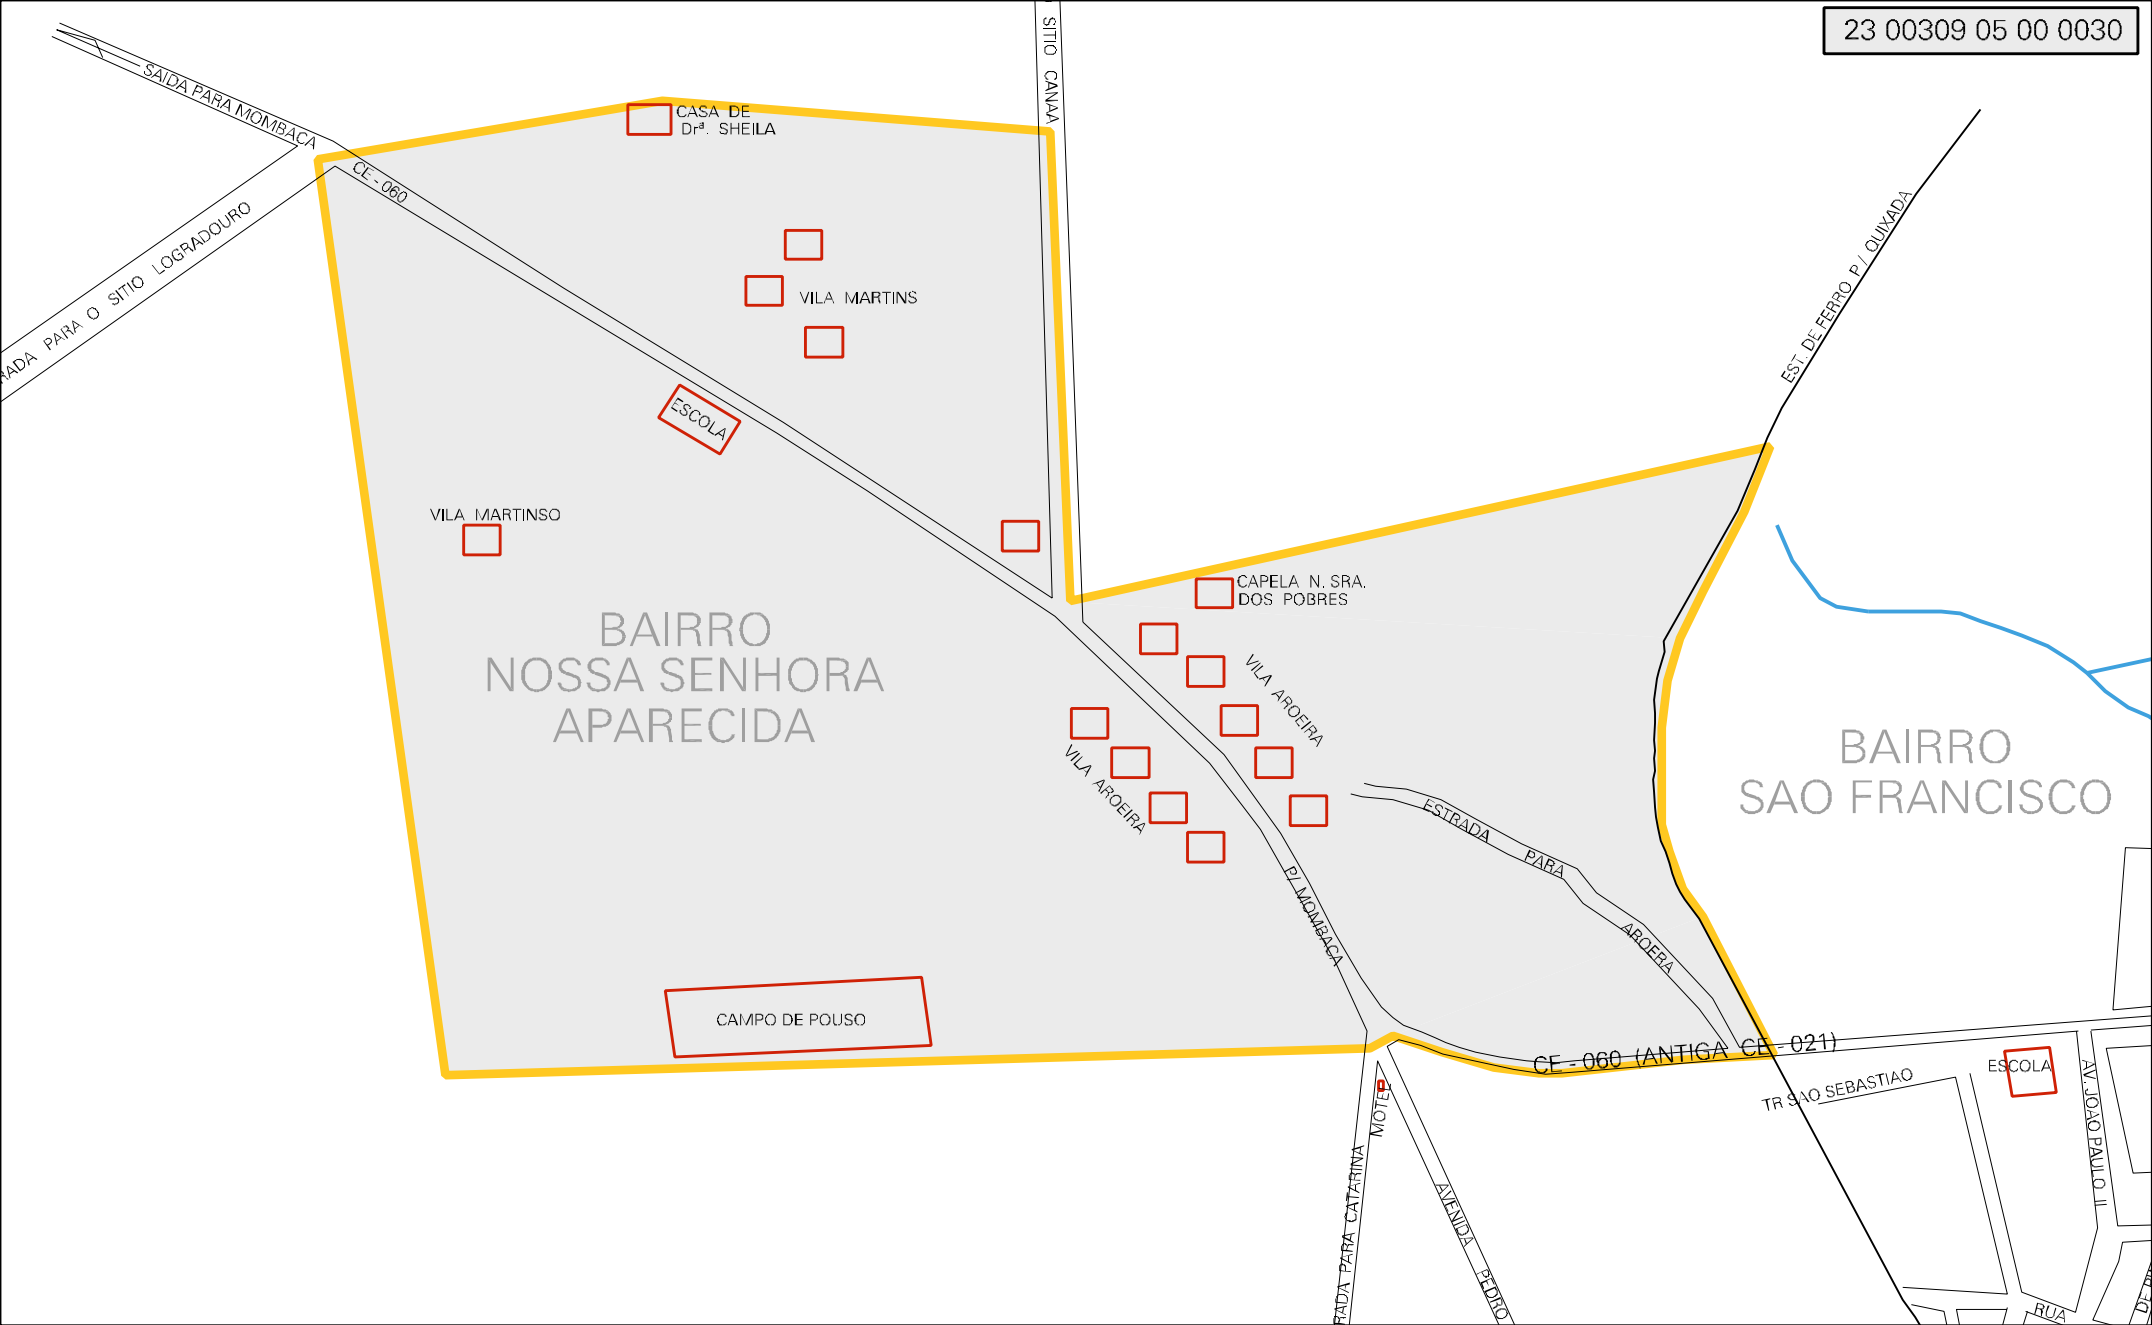 23 00309 05 00 0030
SITIO CANAA
SAIDA PARA MOMBACA
CASA DE
Drª. SHEILA
CE - 060
RADA PARA O SITIO LOGRADOURO
EST. DE FERRO P/ QUIXADA
VILA MARTINS
ESCOLA
VILA MARTINSO
BAIRRO
NOSSA SENHORA
APARECIDA
CAPELA N. SRA.
DOS POBRES
VILA AROEIRA
VILA AROEIRA
BAIRRO
SAO FRANCISCO
ESTRADA PARA AROERA
P/ MOMBACA
CAMPO DE POUSO
CE - 060 (ANTIGA CE - 021)
ESCOLA
TR SAO SEBASTIAO
AV. JOAO PAULO II
MOTEL
RADA PARA CATARINA
AVENIDA PEDRO
RUA